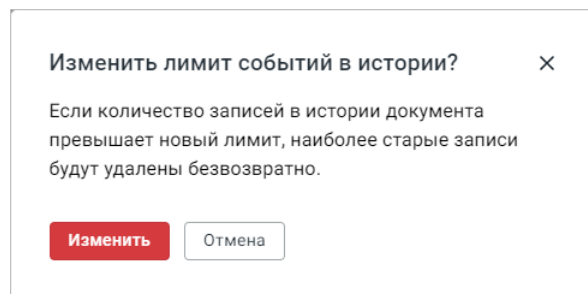 Изменить лимит событий в истории?
Если количество записей в истории документа
превышает новый лимит, наиболее старые записи
будут удалены безвозвратно.
Изменить Отмена